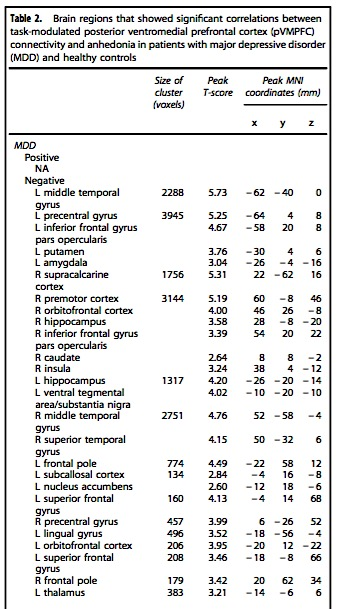 Table 2. Brain regions that showed significant correlations between
task-modulated posterior ventromedial prefrontal cortex (pVMPFC)
connectivity and anhedonia in patients with major depressive disorder
(MDD) and healthy controls
Size of cluster (voxels) Peak T-score Peak MNI coordinates (mm)
x y z
MDD
Positive
NA
Negative
L middle temporal 2288 5.73 −62 −40 0
gyrus
L precentral gyrus 3945 5.25 −64 4 8
L inferior frontal gyrus 4.67 −58 20 8
pars opercularis
L putamen 3.76 −30 4 6
L amygdala 3.04 −26 −4 −16
R supracalcarine 1756 5.31 22 −62 16
cortex
R premotor cortex 3144 5.19 60 −8 46
R orbitofrontal cortex 4.00 46 26 −8
R hippocampus 3.58 28 −8 −20
R inferior frontal gyrus 3.39 54 20 22
pars opercularis
R caudate 2.64 8 8 −2
R insula 3.24 38 4 −12
L hippocampus 1317 4.20 −26 −20 −14
L ventral tegmental 4.02 −10 −20 −10
area/substantia nigra
R middle temporal 2751 4.76 52 −58 −4
gyrus
R superior temporal 4.15 50 −32 6
gyrus
L frontal pole 774 4.49 −22 58 12
L subcallosal cortex 134 2.84 −4 16 −8
L nucleus accumbens 2.60 −12 18 −6
L superior frontal 160 4.13 −4 14 68
gyrus
R precentral gyrus 457 3.99 6 −26 52
L lingual gyrus 496 3.52 −18 −56 −4
L orbitofrontal cortex 206 3.95 −20 12 −22
L superior frontal 208 3.46 −18 −8 66
gyrus
R frontal pole 179 3.42 20 62 34
L thalamus 383 3.21 −14 −6 6